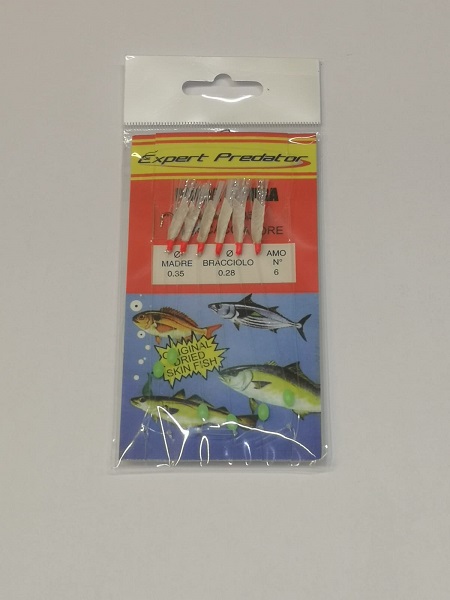 Expert Predator
Ø
MADRE
0.35
Ø
BRACCIOLO
0.28
AMO
N°
6
ORIGINAL
DRIED
SKIN FISH